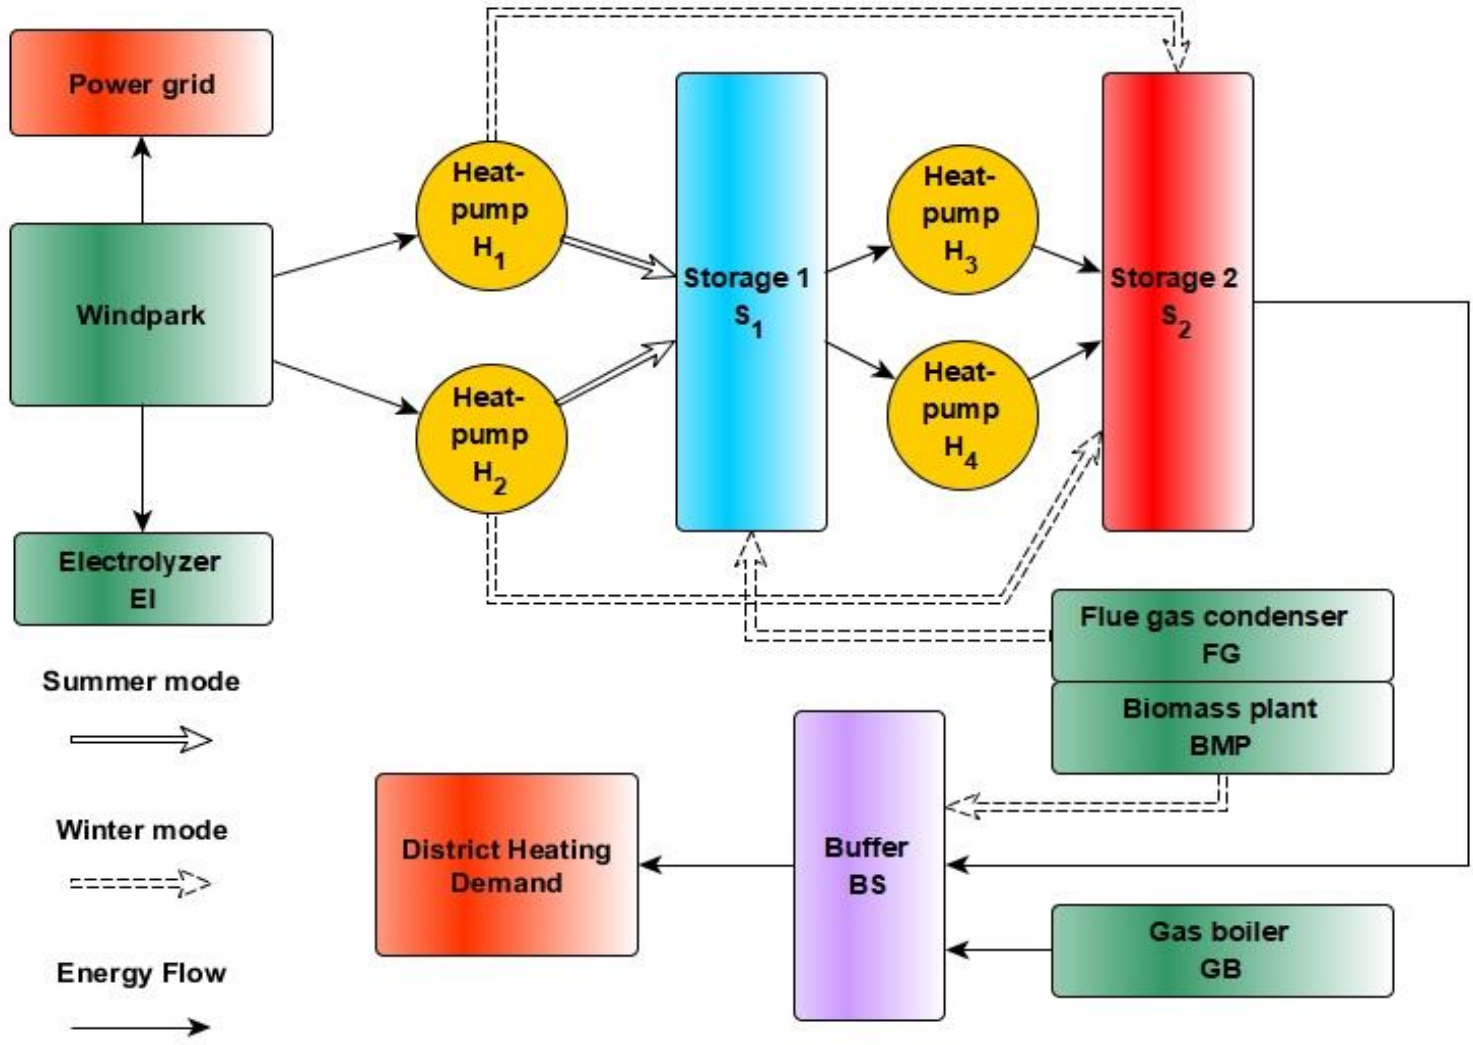 Power grid
Windpark
Electrolyzer
EI
Summer mode
Winter mode
Energy Flow
Heat-
pump
H1
Heat-
pump
H2
Storage 1
S1
Heat-
pump
H3
Heat-
pump
H4
Storage 2
S2
Flue gas condenser
FG
Biomass plant
BMP
District Heating
Demand
Buffer
BS
Gas boiler
GB